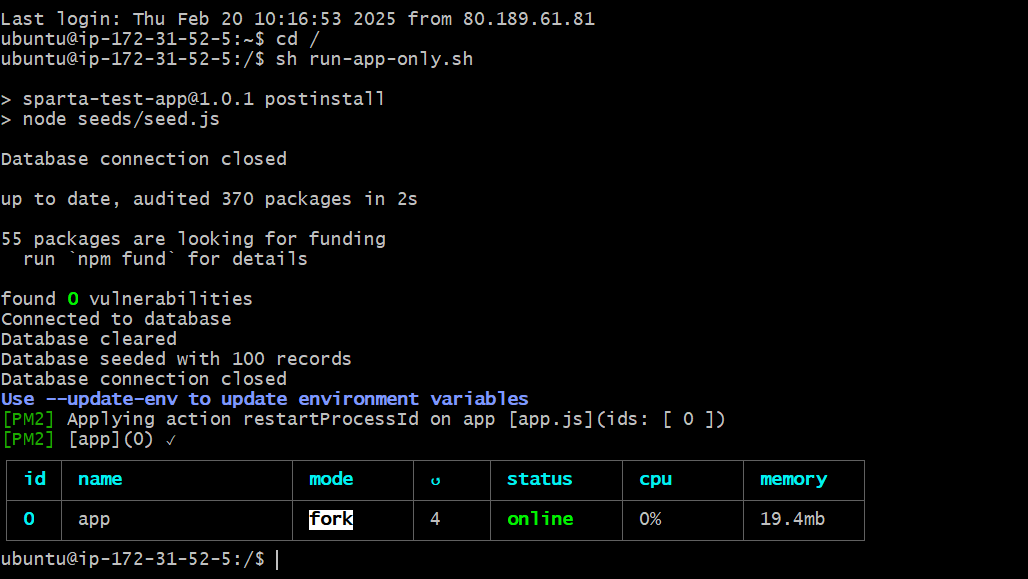 Last login: Thu Feb 20 10:16:53 2025 from 80.189.61.81
ubuntu@ip-172-31-52-5:~$ cd /
ubuntu@ip-172-31-52-5:/$ sh run-app-only.sh
> sparta-test-app@1.0.1 postinstall
> node seeds/seed.js
Database connection closed
up to date, audited 370 packages in 2s
55 packages are looking for funding
  run `npm fund` for details
found 0 vulnerabilities
Connected to database
Database cleared
Database seeded with 100 records
Database connection closed
Use --update-env to update environment variables
[PM2] Applying action restartProcessId on app [app.js](ids: [ 0 ])
[PM2] [app](0) ✓
id name mode ↺ status cpu memory
0 app fork 4 online 0% 19.4mb
ubuntu@ip-172-31-52-5:/$